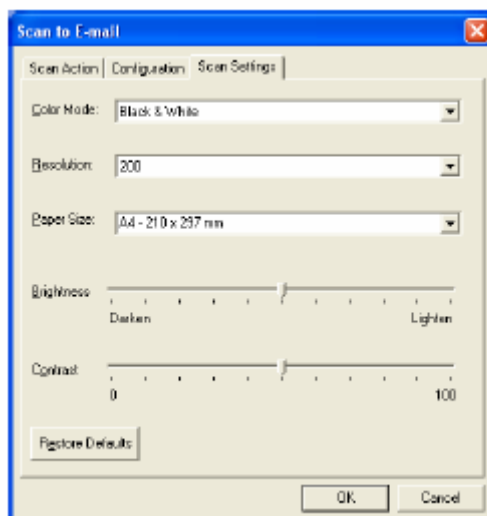 Scan to E-mail
Scan Action Configuration Scan Settings
Color Mode: Black & White
Resolution: 200
Paper Size: A4 - 210 x 297 mm
Brightness
Darken Lighten
Contrast
0 100
Restore Defaults
OK Cancel